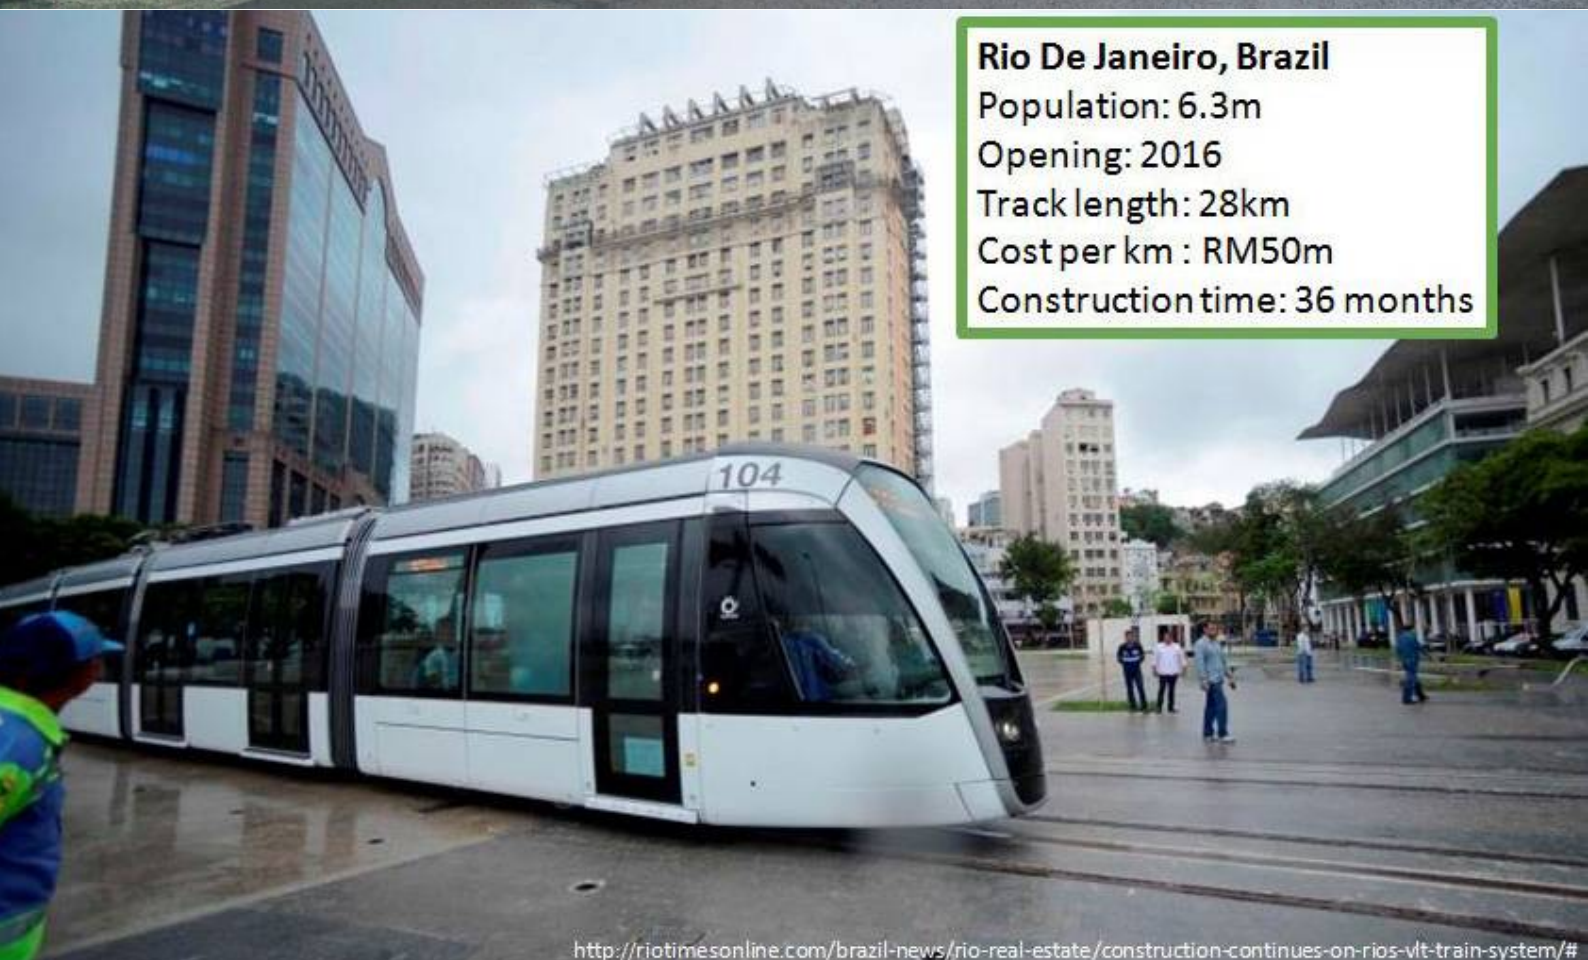 Rio De Janeiro, Brazil
Population: 6.3m
Opening: 2016
Track length: 28km
Cost per km : RM50m
Construction time: 36 months
104
http://riotimesonline.com/brazil-news/rio-real-estate/construction-continues-on-rios-vlt-train-system/#